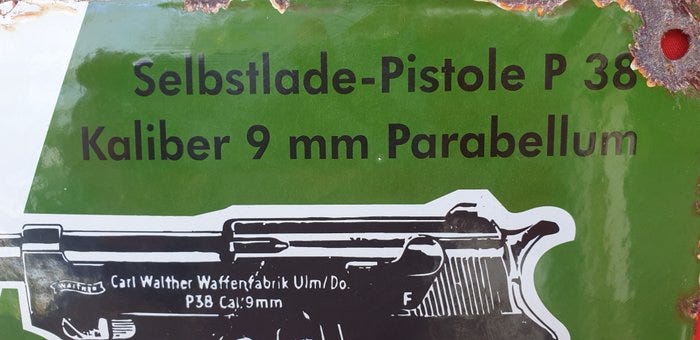 Selbstlade-Pistole P 38
Kaliber 9 mm Parabellum
Carl Walther Waffenfabrik Ulm/Do.
WALTHER
P38 Cal.9mm
F